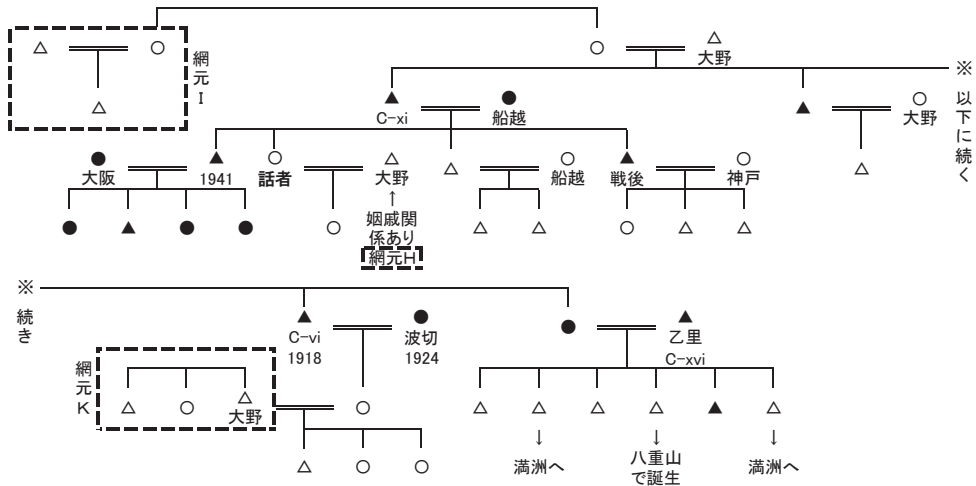 網元I
大野
※ 以下に続く
C-xi
船越
大野
大阪
1941
話者
大野
船越
戦後
神戸
↑
姻戚関
係あり
網元H
※ 続き
C-vi
1918
波切
1924
乙里
C-xvi
網元K
大野
↓
満洲へ
↓
八重山
で誕生
↓
満洲へ